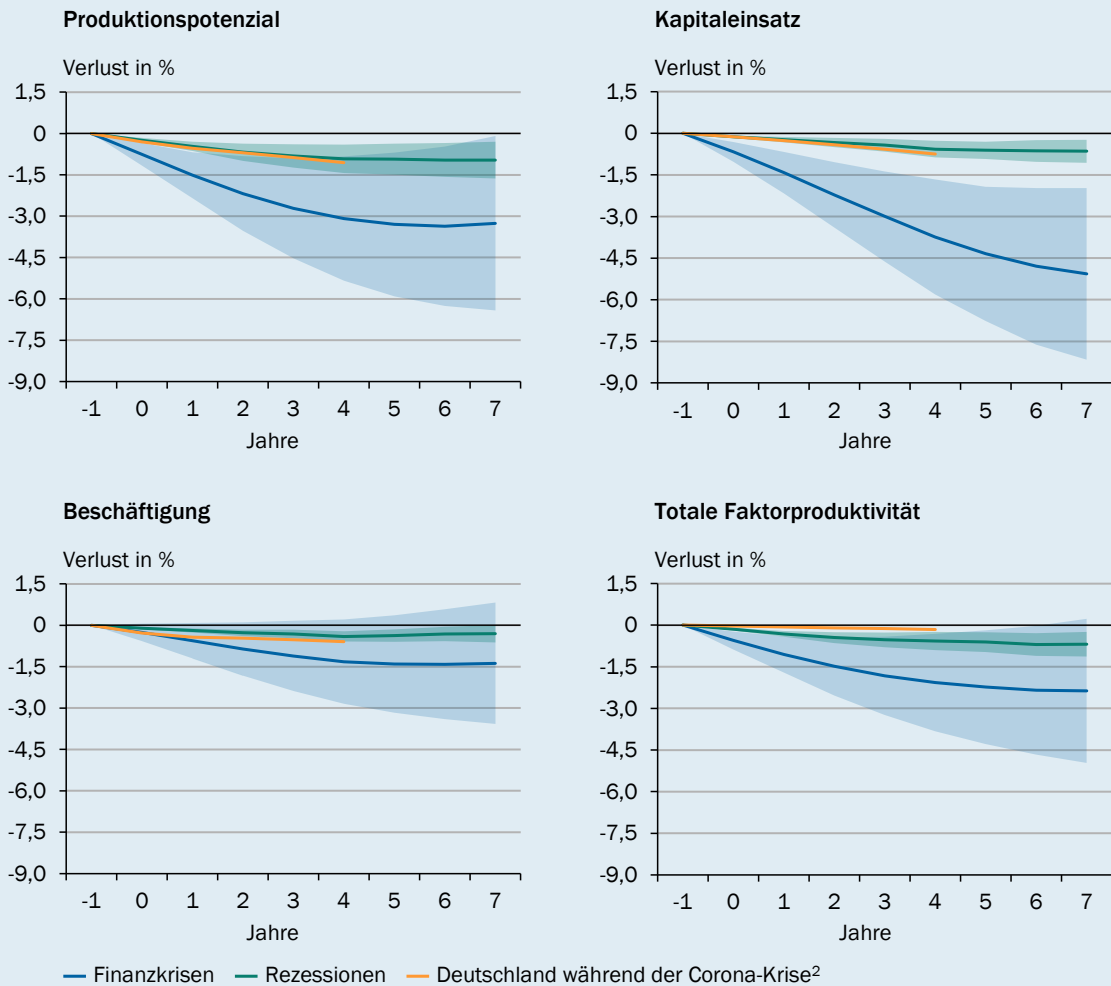 Produktionspotenzial
Verlust in %
1,5
0
-1,5
-3,0
-4,5
-6,0
-7,5
-9,0
-1 0 1 2 3 4 5 6 7
Jahre
Kapitaleinsatz
Verlust in %
1,5
0
-1,5
-3,0
-4,5
-6,0
-7,5
-9,0
-1 0 1 2 3 4 5 6 7
Jahre
Beschäftigung
Verlust in %
1,5
0
-1,5
-3,0
-4,5
-6,0
-7,5
-9,0
-1 0 1 2 3 4 5 6 7
Jahre
Totale Faktorproduktivität
Verlust in %
1,5
0
-1,5
-3,0
-4,5
-6,0
-7,5
-9,0
-1 0 1 2 3 4 5 6 7
Jahre
Finanzkrisen Rezessionen Deutschland während der Corona-Krise²